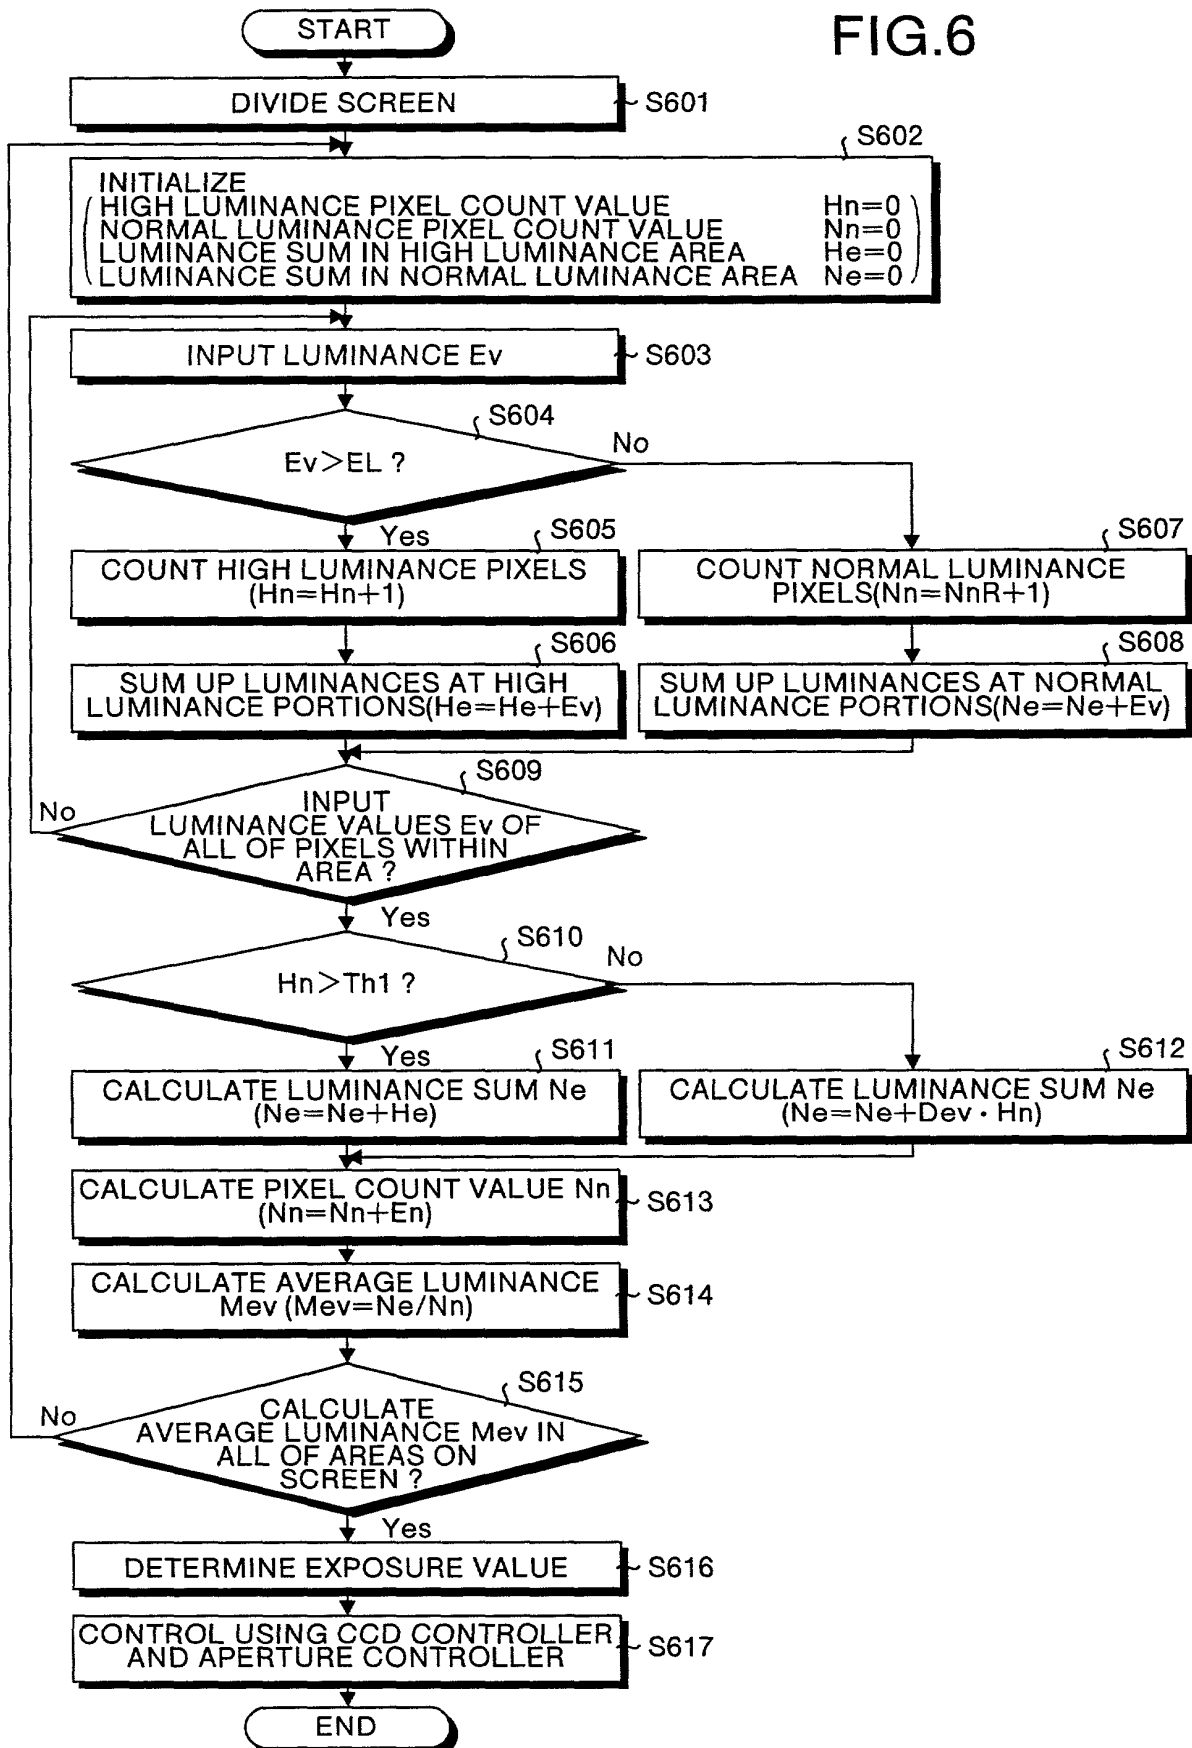 FIG.6
START
DIVIDE SCREEN
S601
S602
INITIALIZE
HIGH LUMINANCE PIXEL COUNT VALUE Hn=0
NORMAL LUMINANCE PIXEL COUNT VALUE Nn=0
LUMINANCE SUM IN HIGH LUMINANCE AREA He=0
LUMINANCE SUM IN NORMAL LUMINANCE AREA Ne=0
INPUT LUMINANCE Ev
S603
S604
Ev>EL ?
No
Yes
S605
COUNT HIGH LUMINANCE PIXELS
(Hn=Hn+1)
S607
COUNT NORMAL LUMINANCE
PIXELS(Nn=NnR+1)
S606
SUM UP LUMINANCES AT HIGH
LUMINANCE PORTIONS(He=He+Ev)
S608
SUM UP LUMINANCES AT NORMAL
LUMINANCE PORTIONS(Ne=Ne+Ev)
S609
No
INPUT
LUMINANCE VALUES Ev OF
ALL OF PIXELS WITHIN
AREA ?
Yes
S610
Hn>Th1 ?
No
Yes
S611
CALCULATE LUMINANCE SUM Ne
(Ne=Ne+He)
S612
CALCULATE LUMINANCE SUM Ne
(Ne=Ne+Dev・Hn)
CALCULATE PIXEL COUNT VALUE Nn
(Nn=Nn+En)
S613
CALCULATE AVERAGE LUMINANCE
Mev (Mev=Ne/Nn)
S614
S615
No
CALCULATE
AVERAGE LUMINANCE Mev IN
ALL OF AREAS ON
SCREEN ?
Yes
DETERMINE EXPOSURE VALUE
S616
CONTROL USING CCD CONTROLLER
AND APERTURE CONTROLLER
S617
END